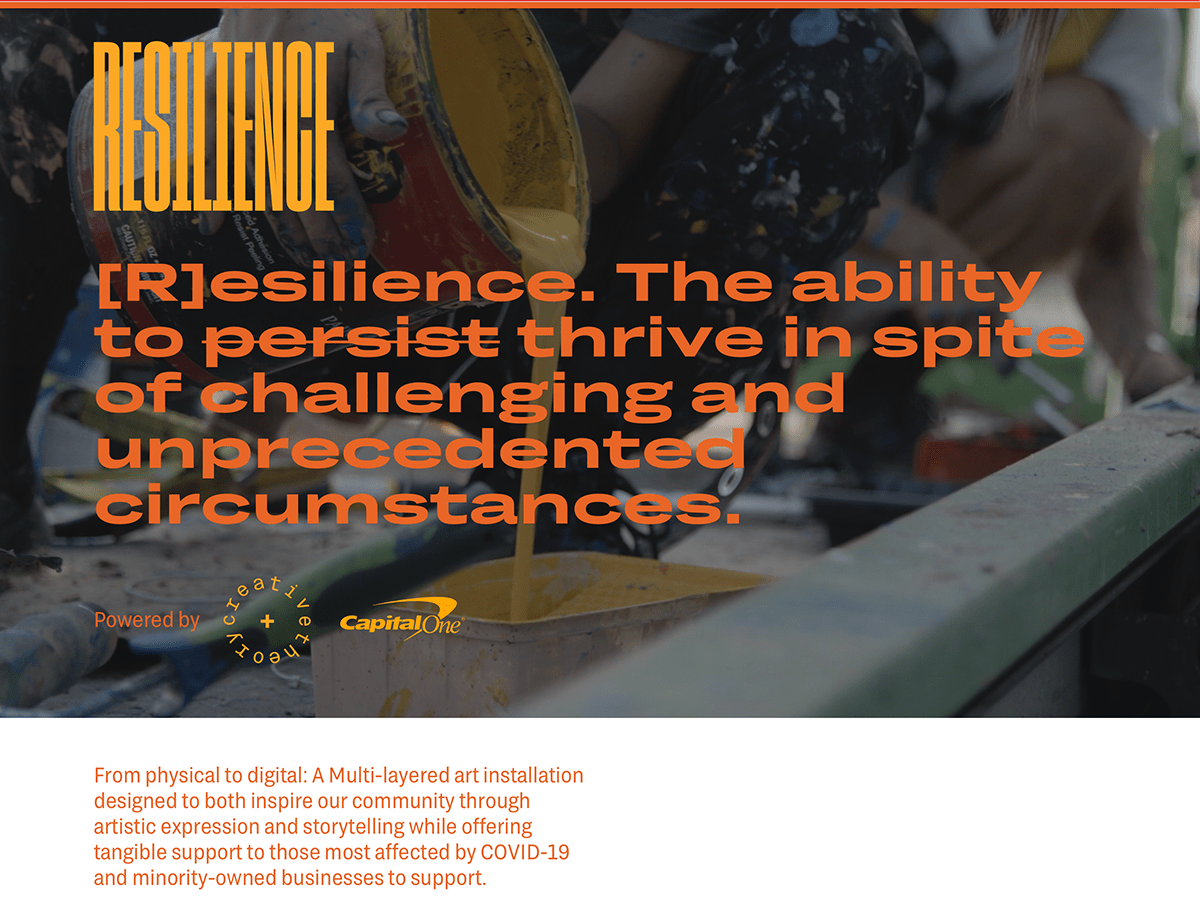 RESILIENCE
[R]esilience. The ability
to persist thrive in spite
of challenging and
unprecedented
circumstances.
Powered by
creativetheory
+
Capital One
From physical to digital: A Multi-layered art installation
designed to both inspire our community through
artistic expression and storytelling while offering
tangible support to those most affected by COVID-19
and minority-owned businesses to support.